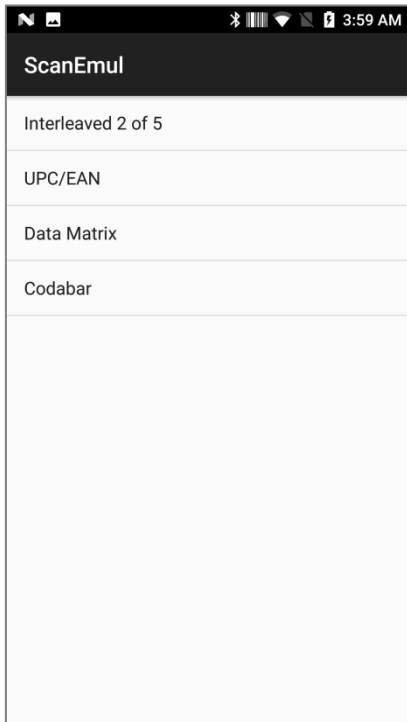 3:59 AM
ScanEmul
Interleaved 2 of 5
UPC/EAN
Data Matrix
Codabar